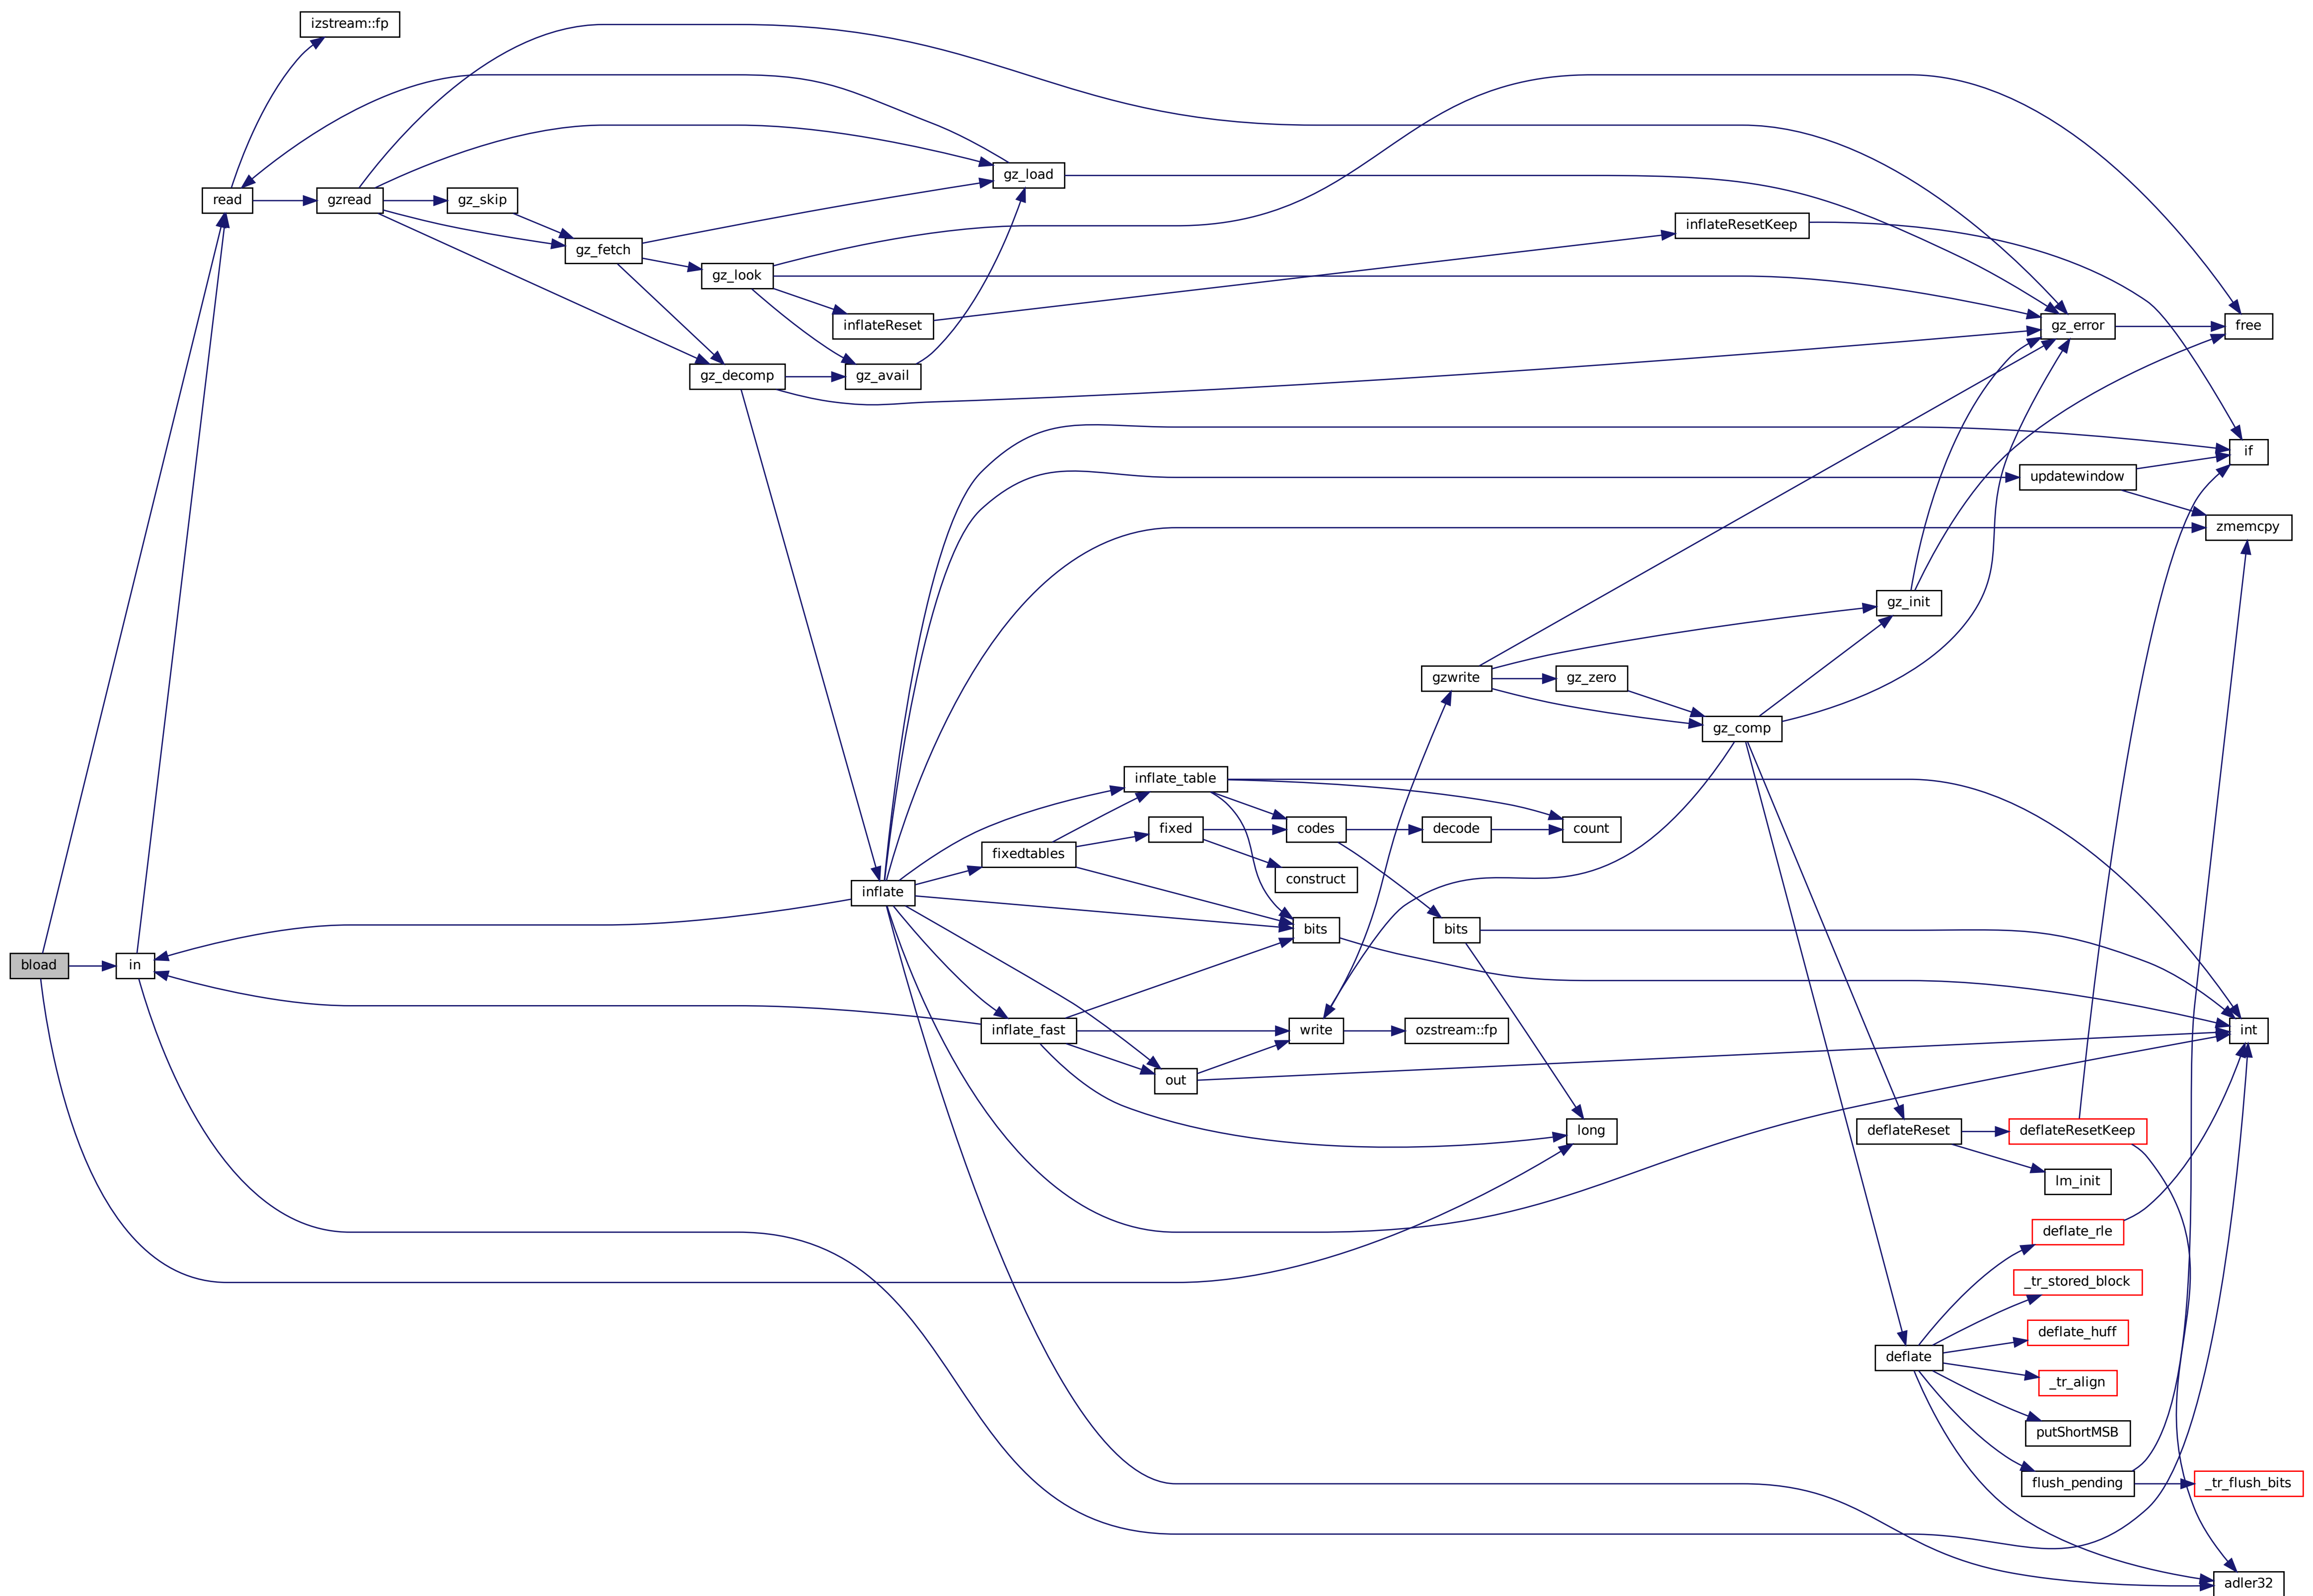 izstream::fp
read
gzread
gz_skip
gz_load
inflateResetKeep
gz_fetch
gz_look
inflateReset
gz_error
free
gz_decomp
gz_avail
if
updatewindow
zmemcpy
gz_init
gzwrite
gz_zero
gz_comp
inflate_table
fixed
codes
decode
count
fixedtables
construct
inflate
bits
bits
bload
in
inflate_fast
write
ozstream::fp
int
out
long
deflateReset
deflateResetKeep
lm_init
deflate_rle
_tr_stored_block
deflate_huff
deflate
_tr_align
putShortMSB
flush_pending
_tr_flush_bits
adler32